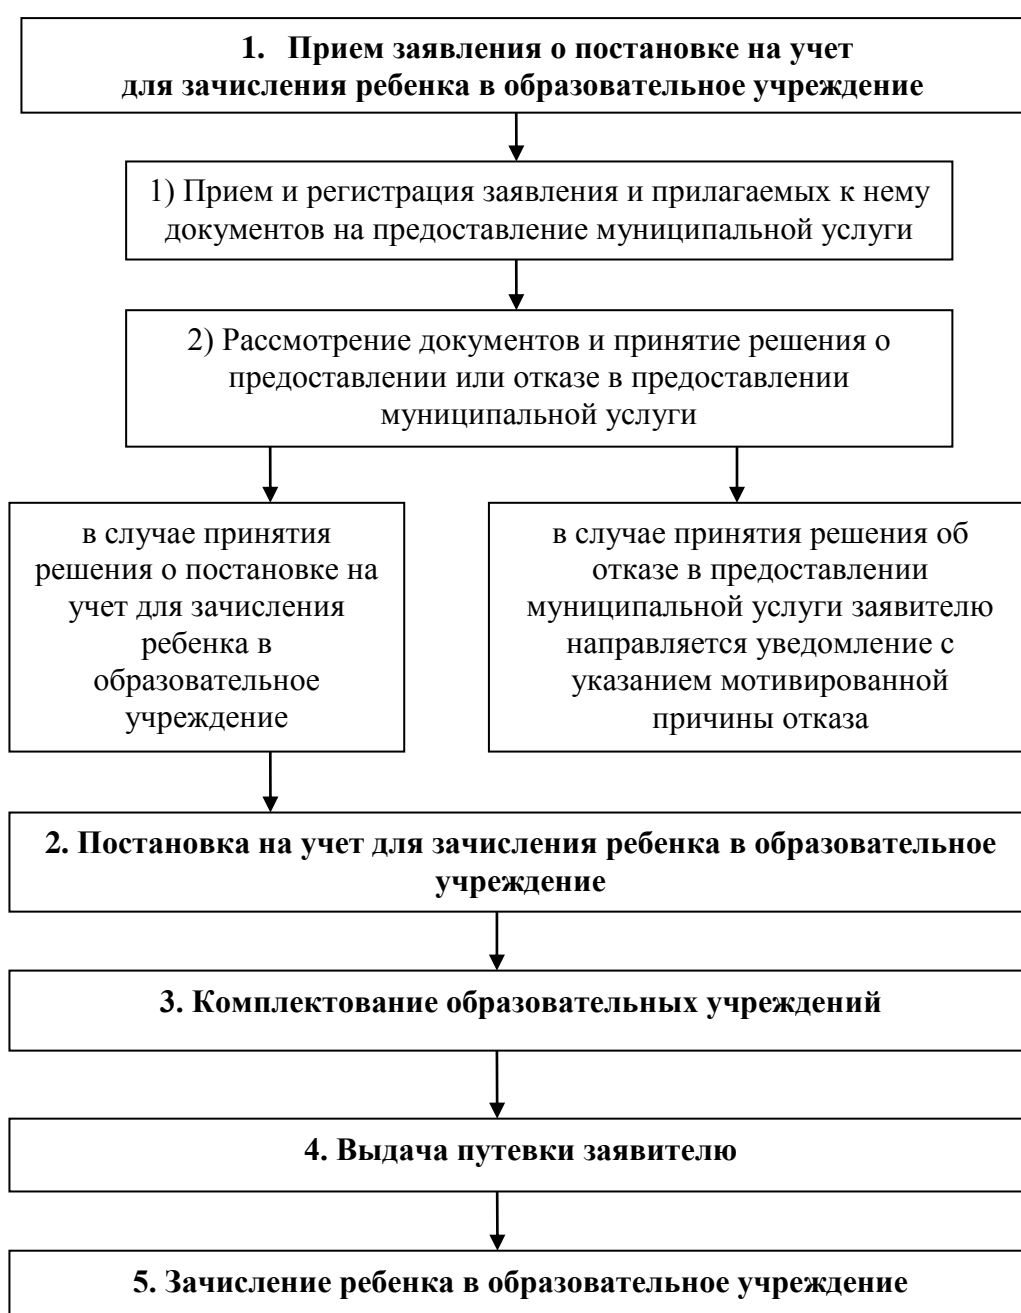 1. Прием заявления о постановке на учет
для зачисления ребенка в образовательное учреждение
1) Прием и регистрация заявления и прилагаемых к нему
документов на предоставление муниципальной услуги
2) Рассмотрение документов и принятие решения о
предоставлении или отказе в предоставлении
муниципальной услуги
в случае принятия
решения о постановке на
учет для зачисления
ребенка в
образовательное
учреждение
в случае принятия решения об
отказе в предоставлении
муниципальной услуги заявителю
направляется уведомление с
указанием мотивированной
причины отказа
2. Постановка на учет для зачисления ребенка в образовательное
учреждение
3. Комплектование образовательных учреждений
4. Выдача путевки заявителю
5. Зачисление ребенка в образовательное учреждение